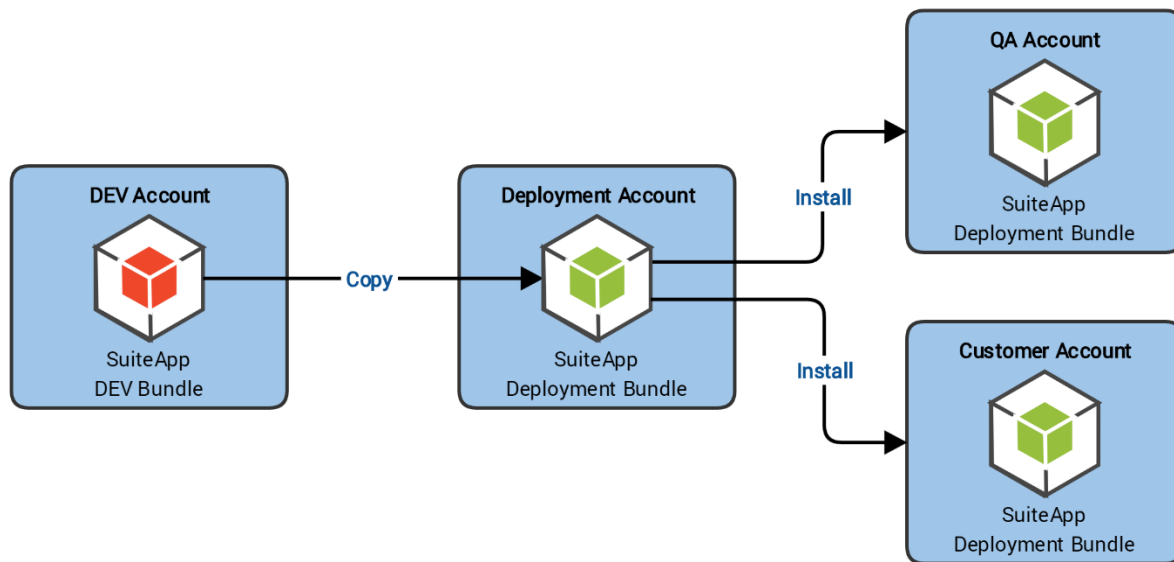 DEV Account
SuiteApp
DEV Bundle
Copy
Deployment Account
SuiteApp
Deployment Bundle
Install
Install
QA Account
SuiteApp
Deployment Bundle
Customer Account
SuiteApp
Deployment Bundle